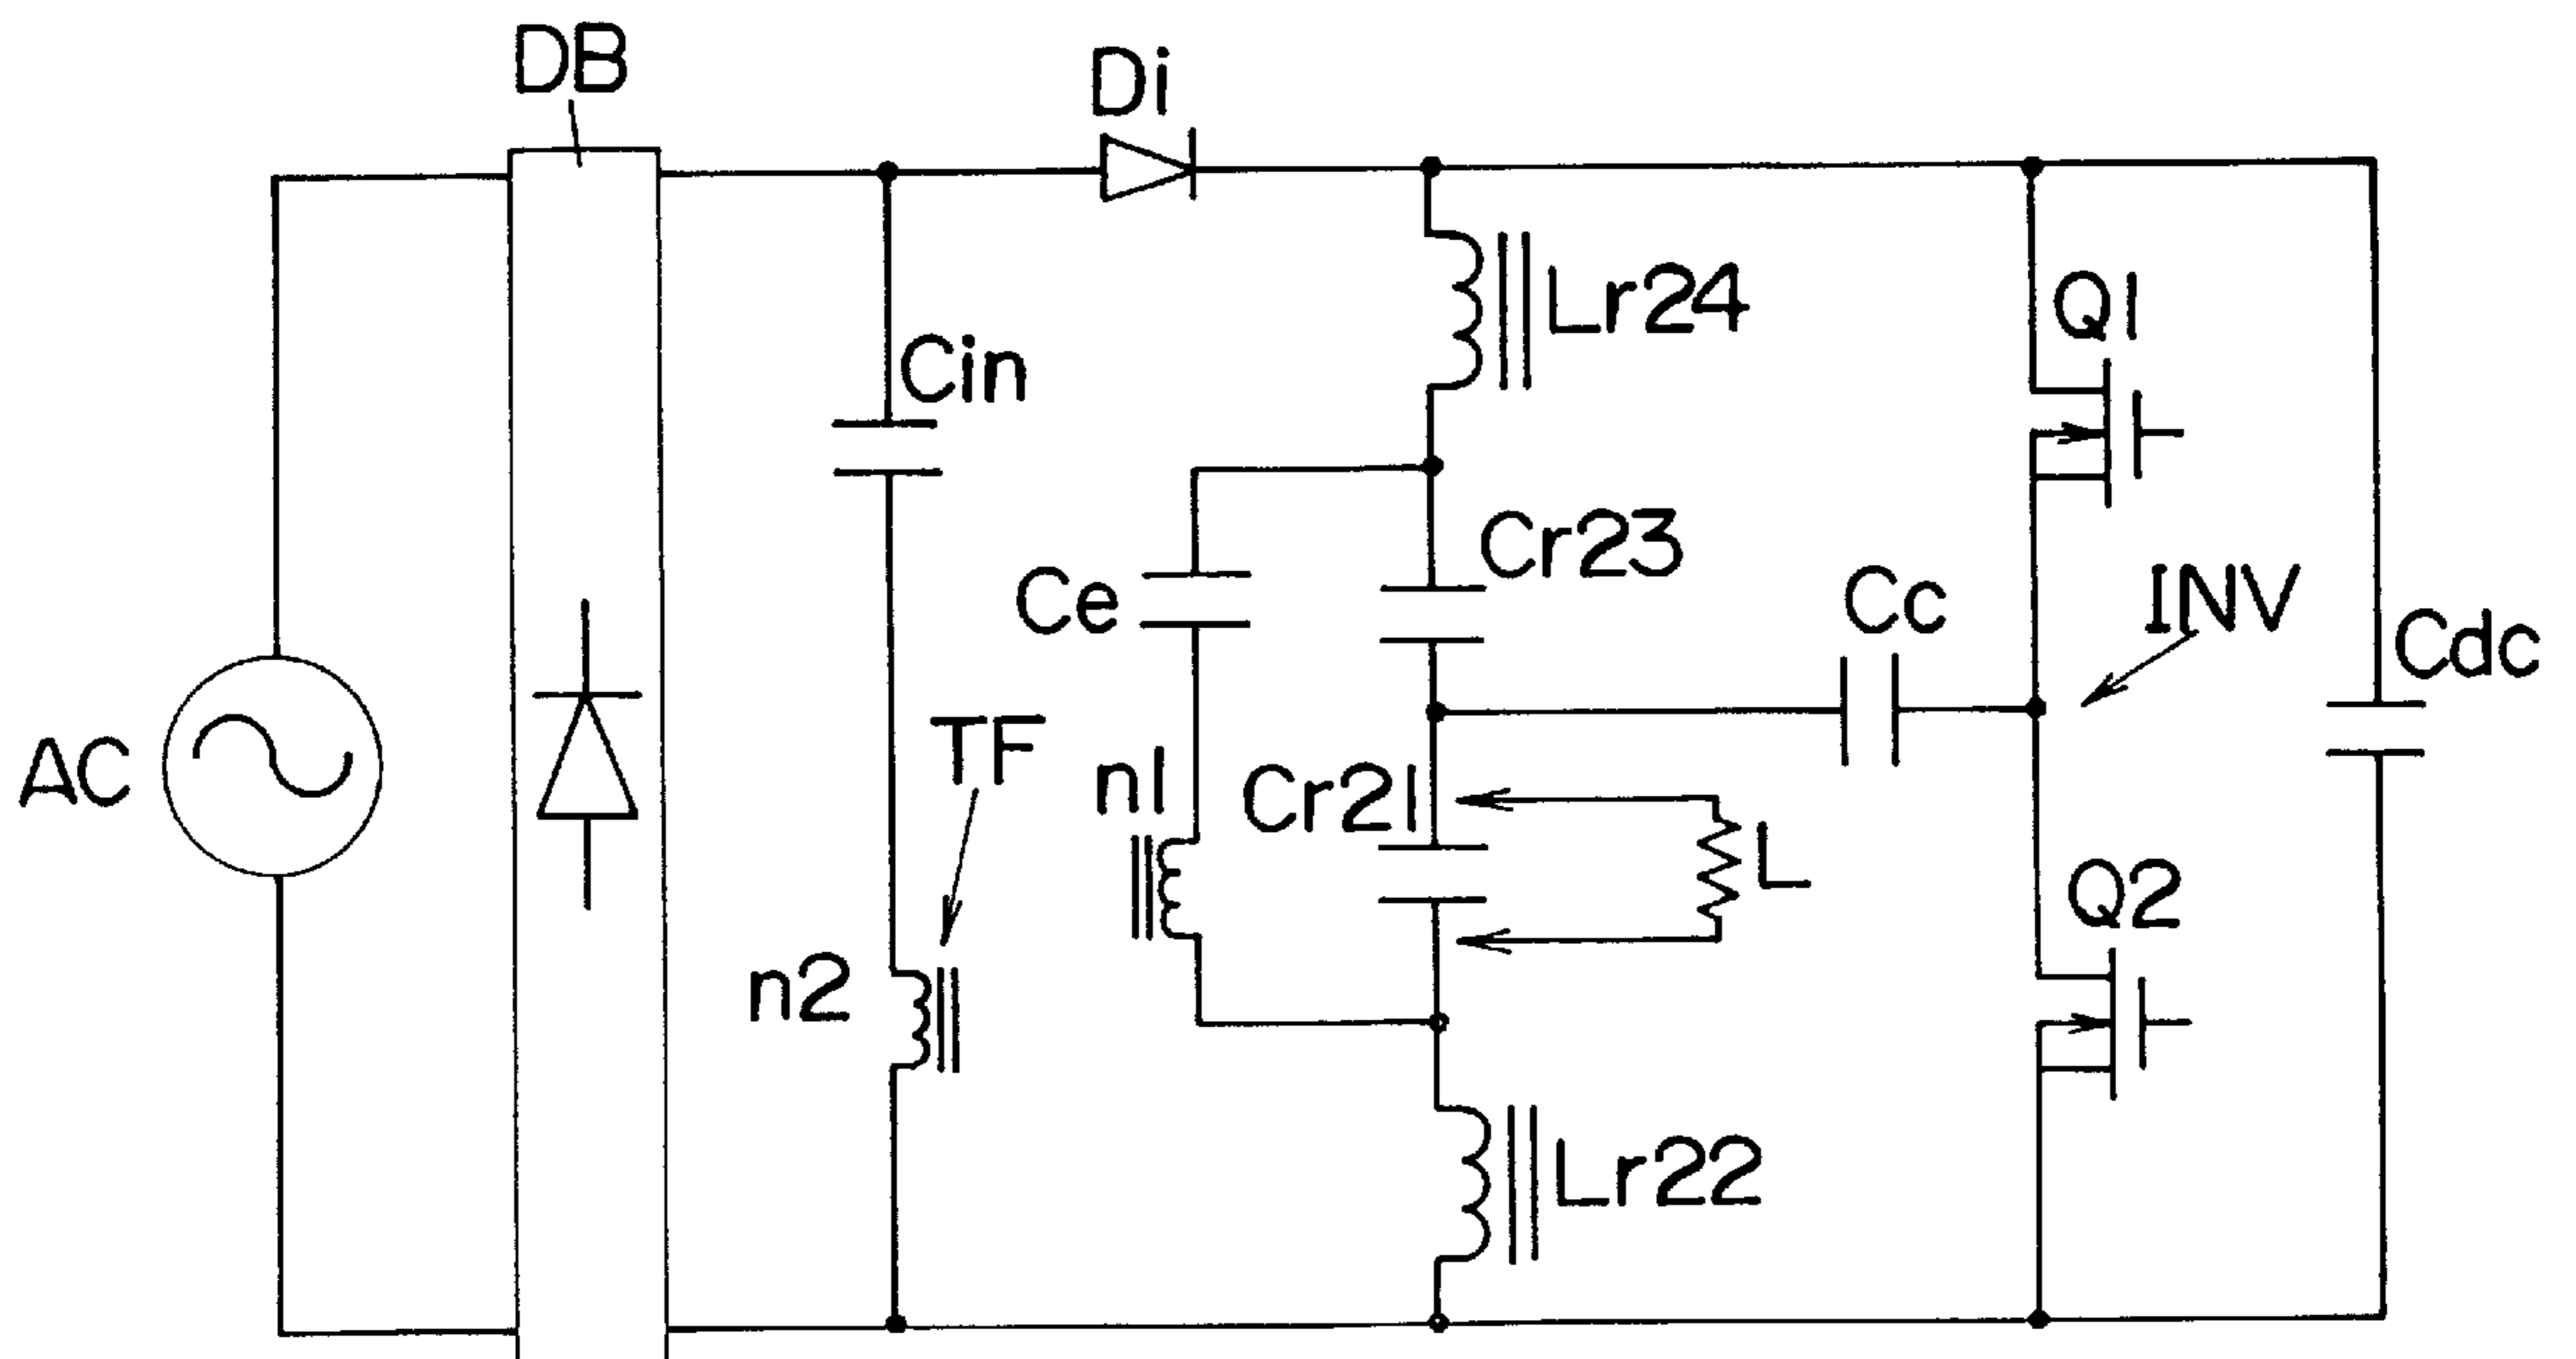 DB
Di
Lr24
Q1
Cin
Cr23
Ce
Cc
INV
Cdc
TF
AC
n1
Cr21
L
Q2
n2
Lr22